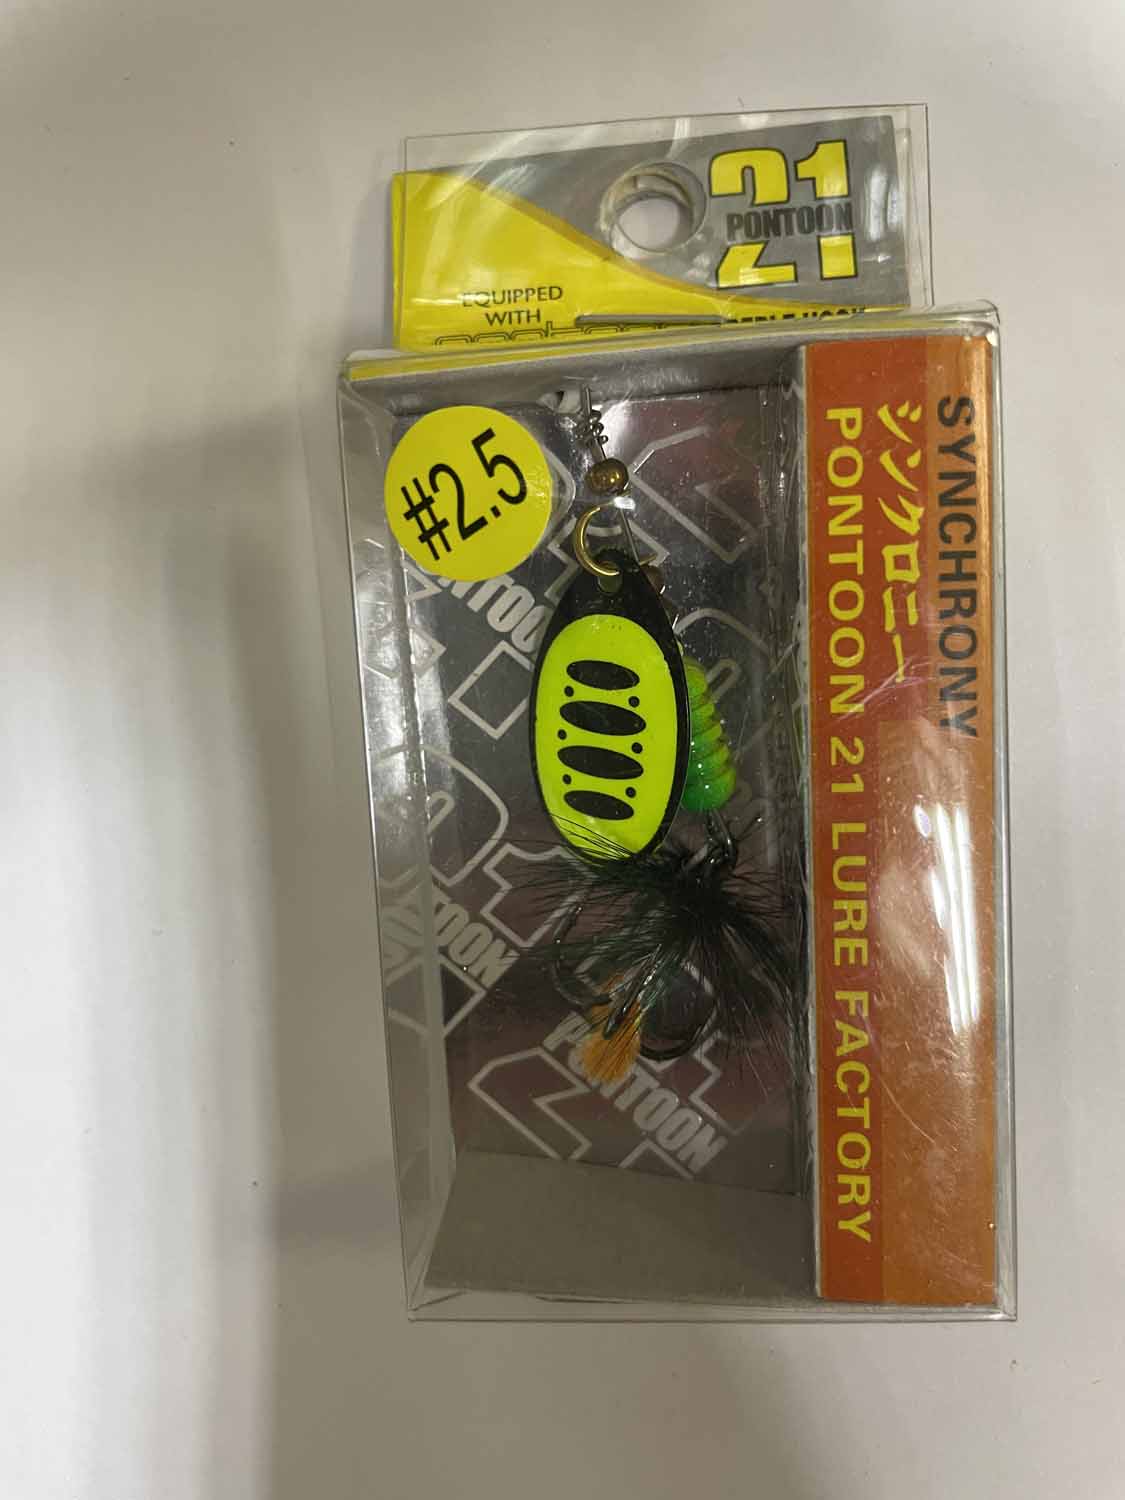 21
PONTOON
EQUIPPED
WITH
#2.5
SYNCHRONY
シンクロニー
PONTOON 21 LURE FACTORY
PONTOON
PONTOON